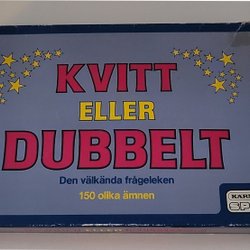 KVITT
ELLER
DUBBELT
Den välkända frågeleken
150 olika ämnen